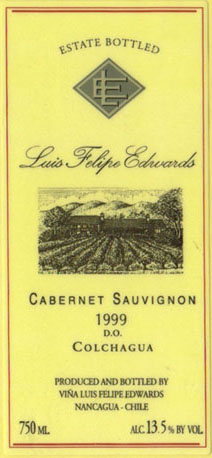 ESTATE BOTTLED
LE
Luis Felipe Edwards
CABERNET SAUVIGNON
1999
D.O.
COLCHAGUA
PRODUCED AND BOTTLED BY
VIÑA LUIS FELIPE EDWARDS
NANCAGUA - CHILE
750 ML. ALC. 13.5 % BY VOL.